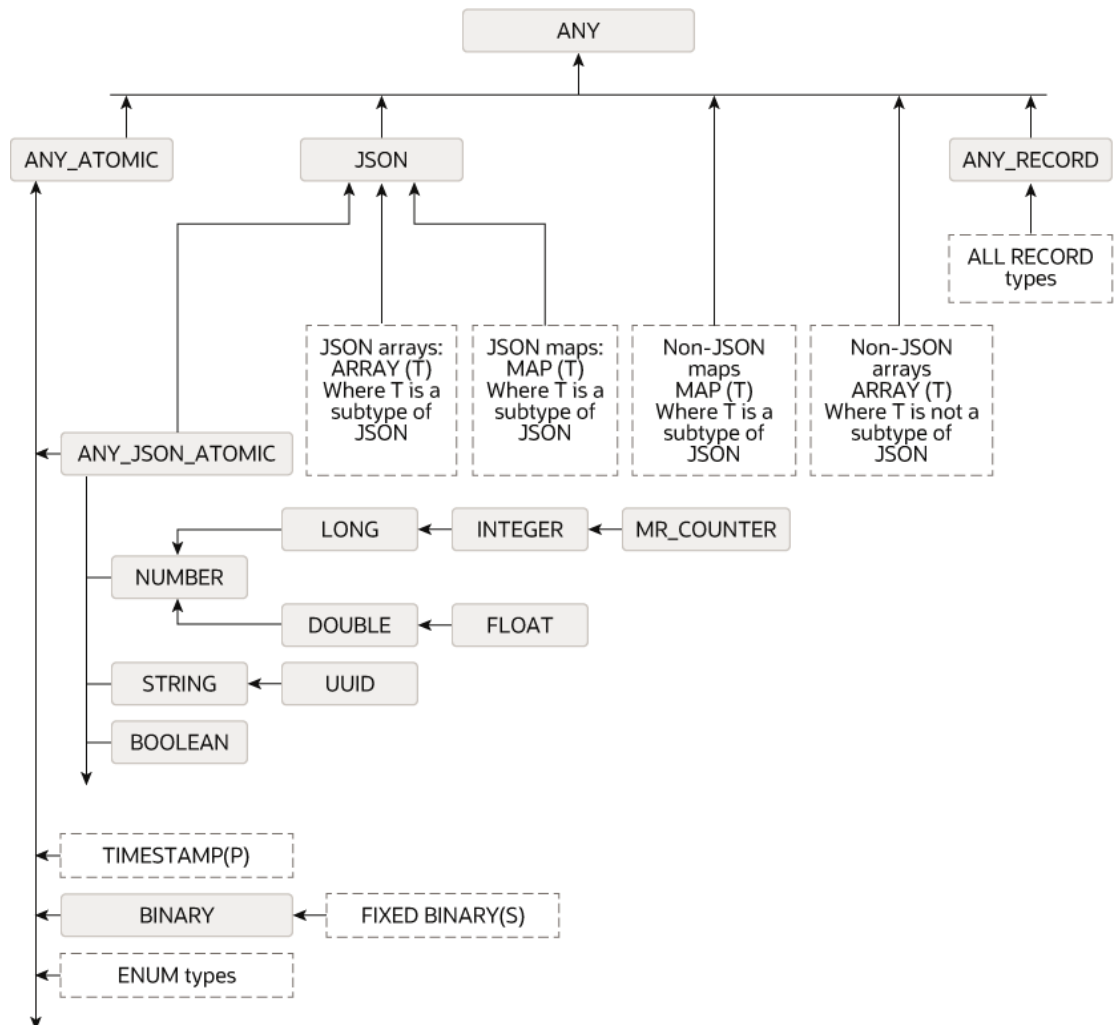 ANY
ANY_ATOMIC
JSON
ANY_RECORD
ALL RECORD
types
JSON arrays:
ARRAY (T)
Where T is a
subtype of
JSON
JSON maps:
MAP (T)
Where T is a
subtype of
JSON
Non-JSON
maps
MAP (T)
Where T is a
subtype of
JSON
Non-JSON
arrays
ARRAY (T)
Where T is not a
subtype of
JSON
ANY_JSON_ATOMIC
LONG
INTEGER
MR_COUNTER
NUMBER
DOUBLE
FLOAT
STRING
UUID
BOOLEAN
TIMESTAMP(P)
BINARY
FIXED BINARY(S)
ENUM types